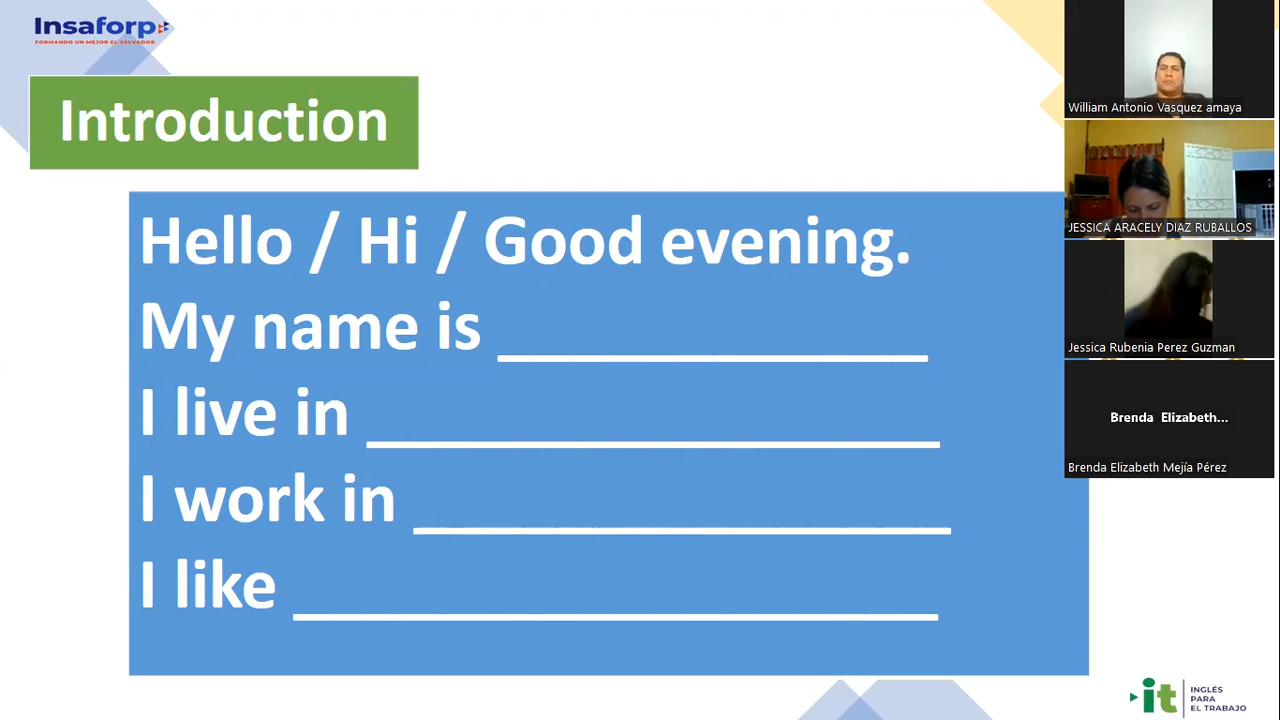 Insaforp
FORMANDO UN MEJOR EL SALVADOR
Introduction
Hello / Hi / Good evening.
My name is _______________
I live in ____________________
I work in ___________________
I like _______________________
William Antonio Vasquez amaya
JESSICA ARACELY DIAZ RUBALLOS
Jessica Rubenia Perez Guzman
Brenda Elizabeth...
Brenda Elizabeth Mejía Pérez
it
INGLÉS
PARA
EL TRABAJO